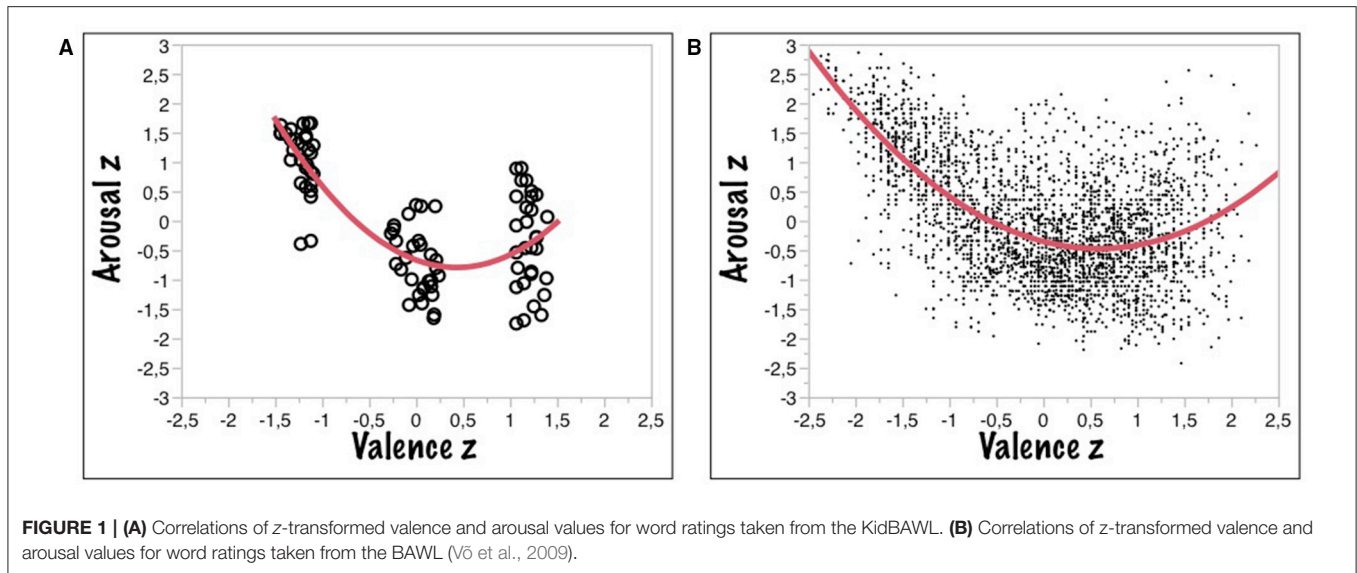 A
3
2,5
2
1,5
1
0,5
0
-0,5
-1
-1,5
-2
-2,5
-3
Arousal z
-2,5 -2 -1,5 -1 -0,5 0 0,5 1 1,5 2 2,5
Valence z
B
3
2,5
2
1,5
1
0,5
0
-0,5
-1
-1,5
-2
-2,5
-3
Arousal z
-2,5 -2 -1,5 -1 -0,5 0 0,5 1 1,5 2 2,5
Valence z
FIGURE 1 | (A) Correlations of z-transformed valence and arousal values for word ratings taken from the KidBAWL. (B) Correlations of z-transformed valence and
arousal values for word ratings taken from the BAWL (Võ et al., 2009).